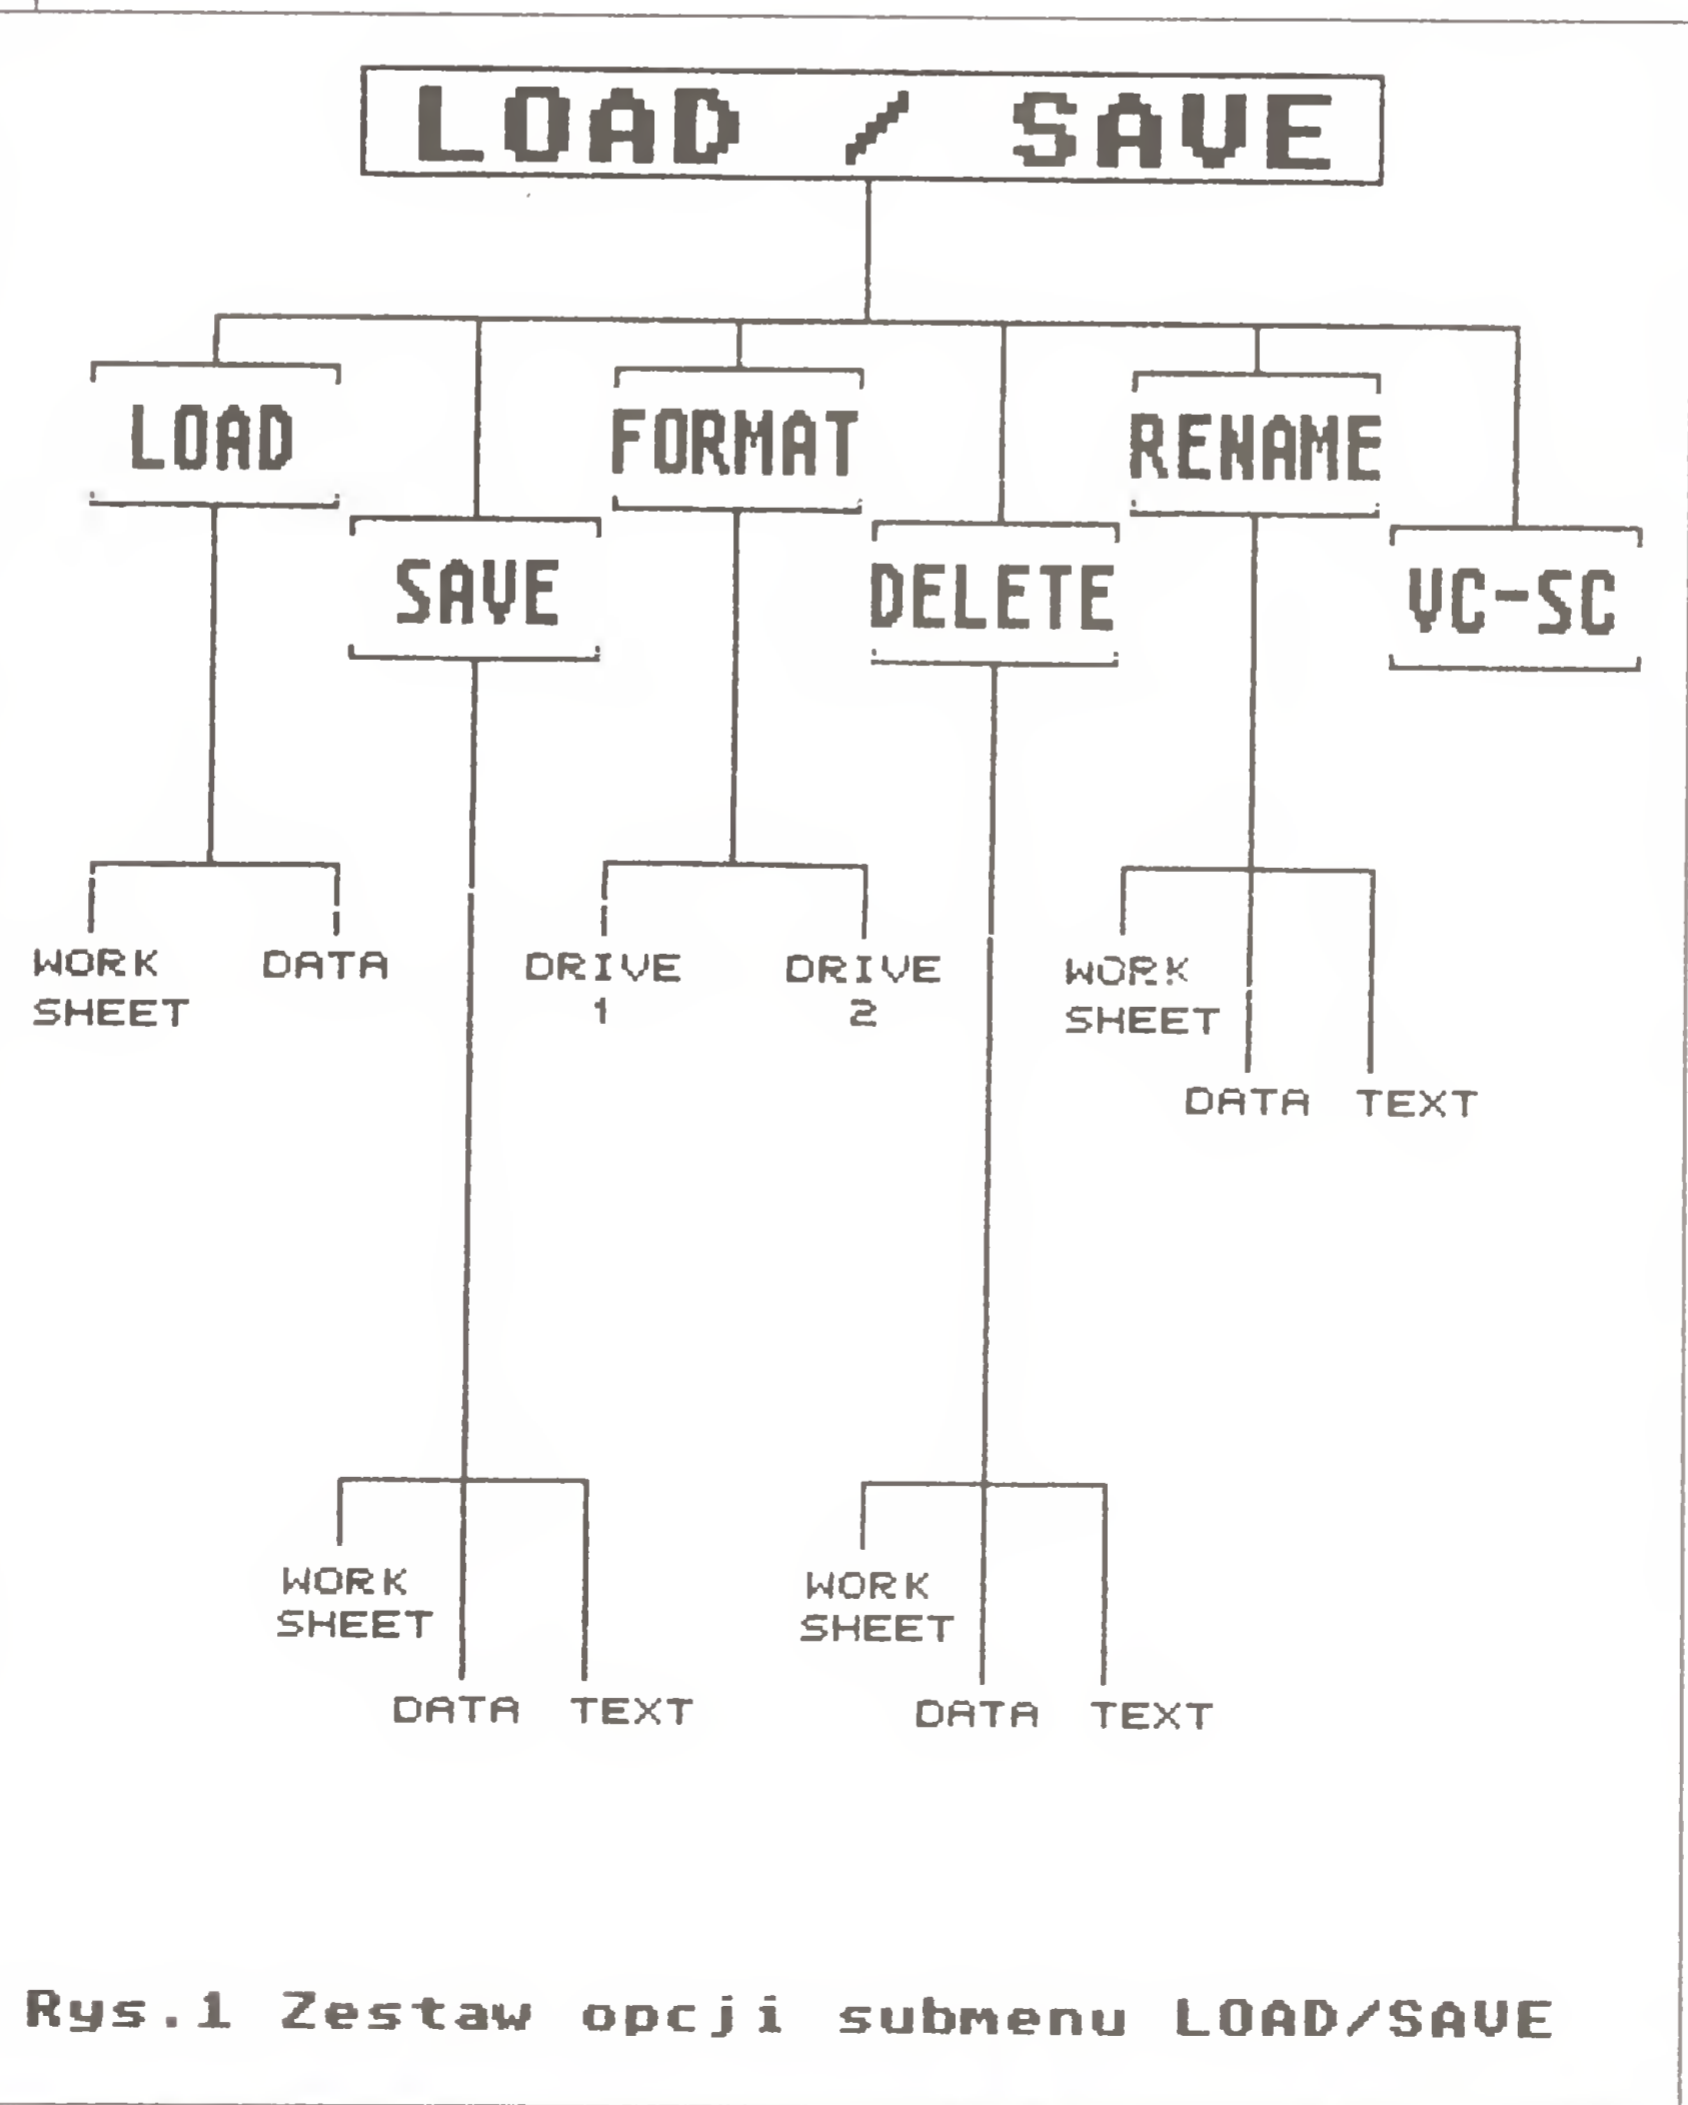 LOAD / SAVE
LOAD
FORMAT
RENAME
SAVE
DELETE
VC-SC
WORK
SHEET
DATA
DRIVE
1
DRIVE
2
WORK
SHEET
DATA
TEXT
WORK
SHEET
DATA
TEXT
WORK
SHEET
DATA
TEXT
Rys.1 Zestaw opcji submenu LOAD/SAVE